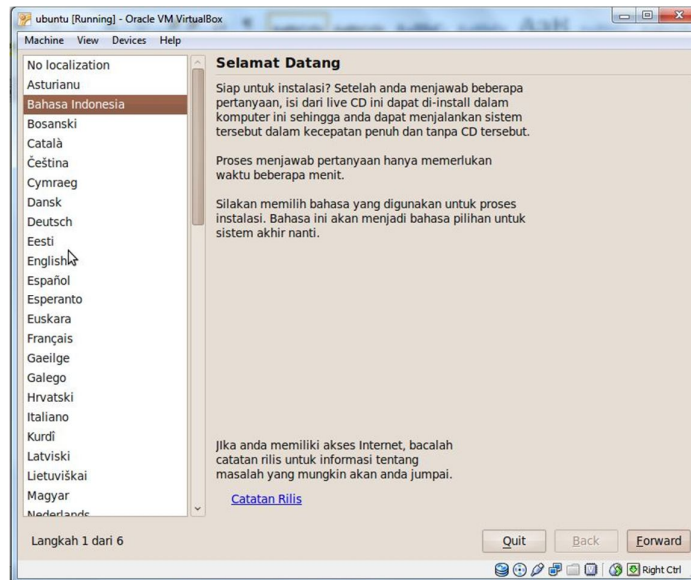 ubuntu [Running] - Oracle VM VirtualBox
Machine View Devices Help
No localization
Asturianu
Bahasa Indonesia
Bosanski
Català
Čeština
Cymraeg
Dansk
Deutsch
Eesti
English
Español
Esperanto
Euskara
Français
Gaeilge
Galego
Hrvatski
Italiano
Kurdî
Latviski
Lietuviškai
Magyar
Nederlands
Selamat Datang
Siap untuk instalasi? Setelah anda menjawab beberapa
pertanyaan, isi dari live CD ini dapat di-install dalam
komputer ini sehingga anda dapat menjalankan sistem
tersebut dalam kecepatan penuh dan tanpa CD tersebut.
Proses menjawab pertanyaan hanya memerlukan
waktu beberapa menit.
Silakan memilih bahasa yang digunakan untuk proses
instalasi. Bahasa ini akan menjadi bahasa pilihan untuk
sistem akhir nanti.
JIka anda memiliki akses Internet, bacalah
catatan rilis untuk informasi tentang
masalah yang mungkin akan anda jumpai.
Catatan Rilis
Langkah 1 dari 6
Quit Back Forward
Right Ctrl